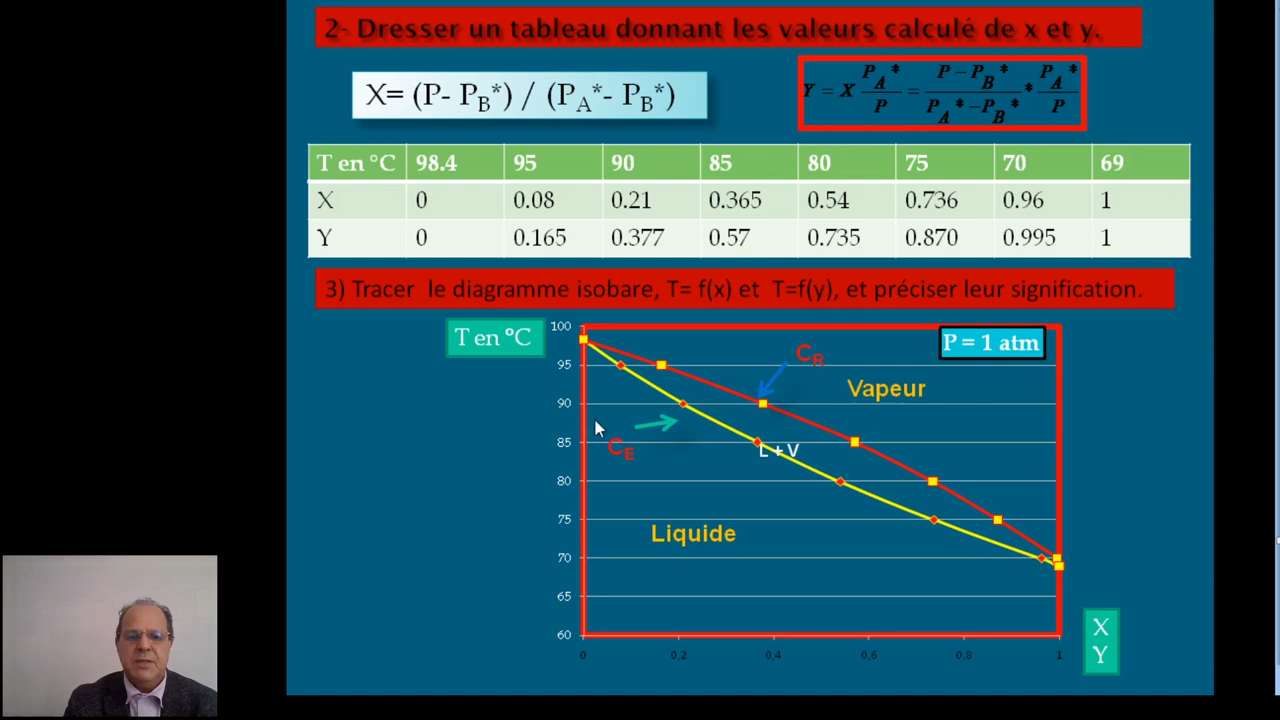 2- Dresser un tableau donnant les valeurs calculé de x et y.
X= (P- PB*) / (PA*- PB*)
Y = X PA* / P = P - PB* / PA* - PB* * PA* / P
T en °C 98.4 95 90 85 80 75 70 69
X 0 0.08 0.21 0.365 0.54 0.736 0.96 1
Y 0 0.165 0.377 0.57 0.735 0.870 0.995 1
3) Tracer le diagramme isobare, T= f(x) et T=f(y), et préciser leur signification.
T en °C
P = 1 atm
CR
Vapeur
CE
L + V
Liquide
100
95
90
85
80
75
70
65
60
0 0,2 0,4 0,6 0,8 1
X
Y